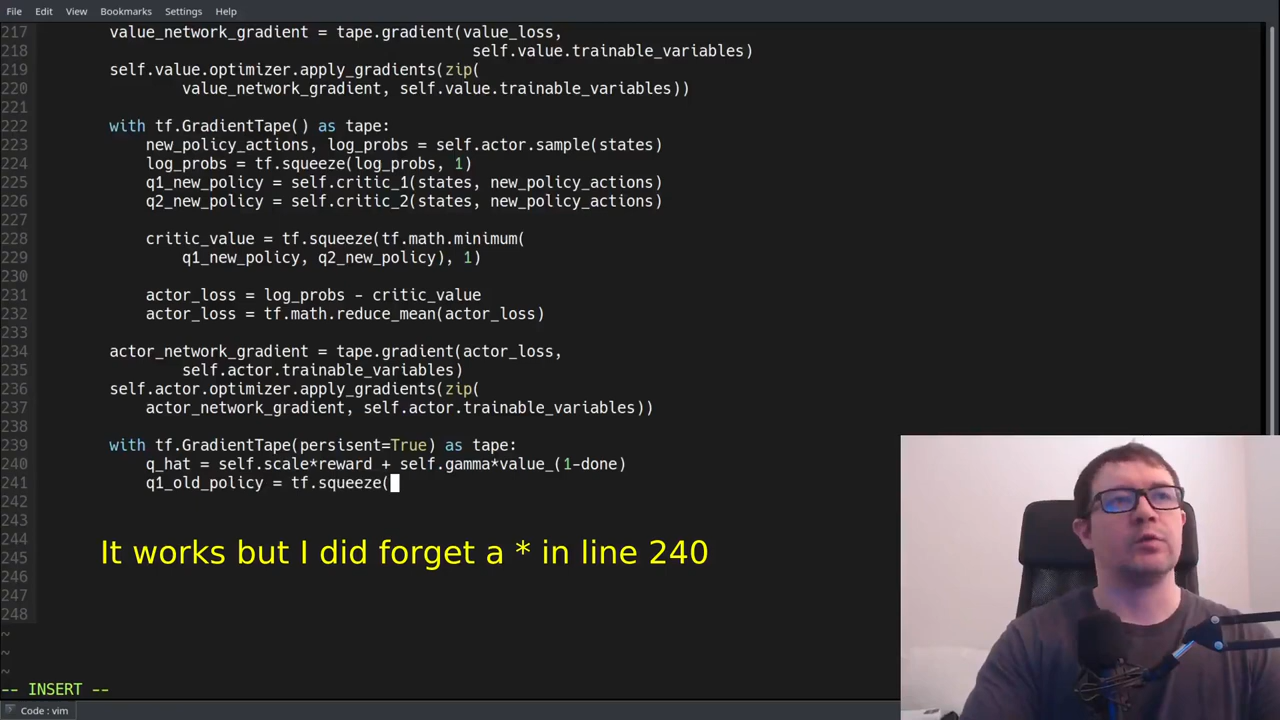 File Edit View Bookmarks Settings Help
217 value_network_gradient = tape.gradient(value_loss,
218 self.value.trainable_variables)
219 self.value.optimizer.apply_gradients(zip(
220 value_network_gradient, self.value.trainable_variables))
221
222 with tf.GradientTape() as tape:
223 new_policy_actions, log_probs = self.actor.sample(states)
224 log_probs = tf.squeeze(log_probs, 1)
225 q1_new_policy = self.critic_1(states, new_policy_actions)
226 q2_new_policy = self.critic_2(states, new_policy_actions)
227
228 critic_value = tf.squeeze(tf.math.minimum(
229 q1_new_policy, q2_new_policy), 1)
230
231 actor_loss = log_probs - critic_value
232 actor_loss = tf.math.reduce_mean(actor_loss)
233
234 actor_network_gradient = tape.gradient(actor_loss,
235 self.actor.trainable_variables)
236 self.actor.optimizer.apply_gradients(zip(
237 actor_network_gradient, self.actor.trainable_variables))
238
239 with tf.GradientTape(persisent=True) as tape:
240 q_hat = self.scale*reward + self.gamma*value_(1-done)
241 q1_old_policy = tf.squeeze(
242
243
244
It works but I did forget a * in line 240
245
246
247
248
~
~
~
-- INSERT --
Code : vim